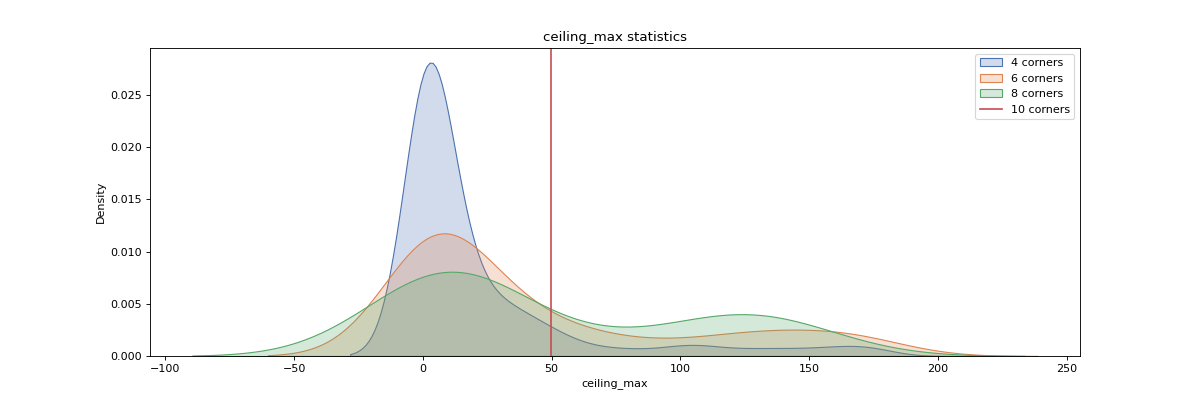 ceiling_max statistics
4 corners
6 corners
8 corners
10 corners
Density
0.025
0.020
0.015
0.010
0.005
0.000
−100
−50
0
50
100
150
200
250
ceiling_max